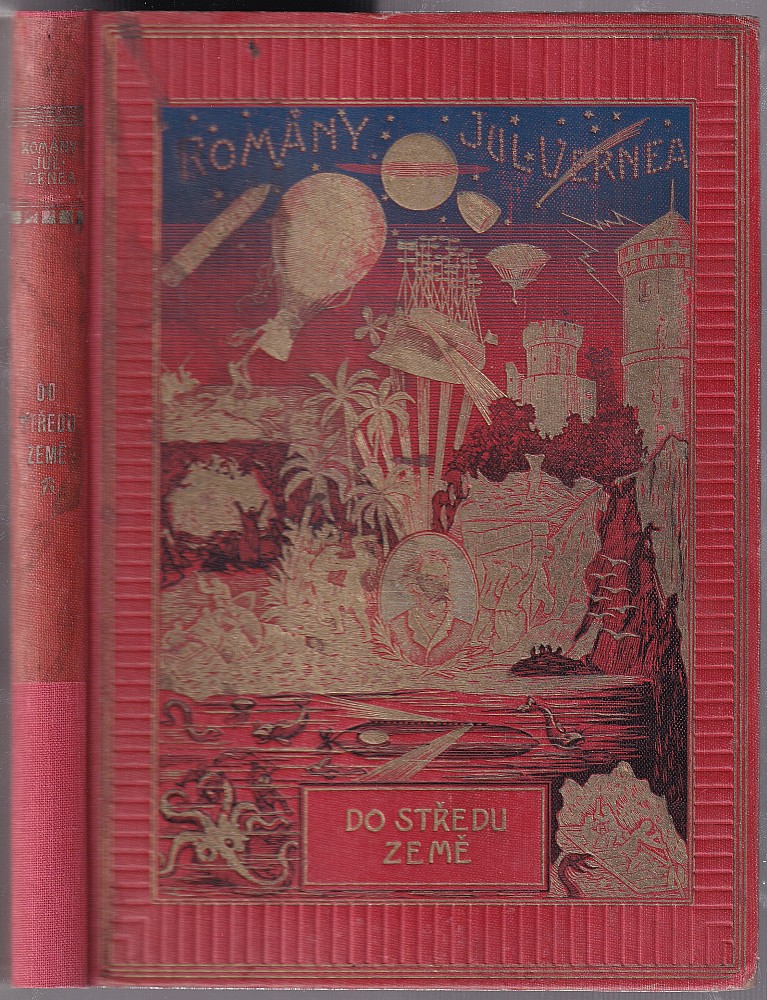 ROMÁNY
JUL.
VERNEA
DO
STŘEDU
ZEMĚ
ROMÁNY JUL. VERNEA
DO STŘEDU
ZEMĚ